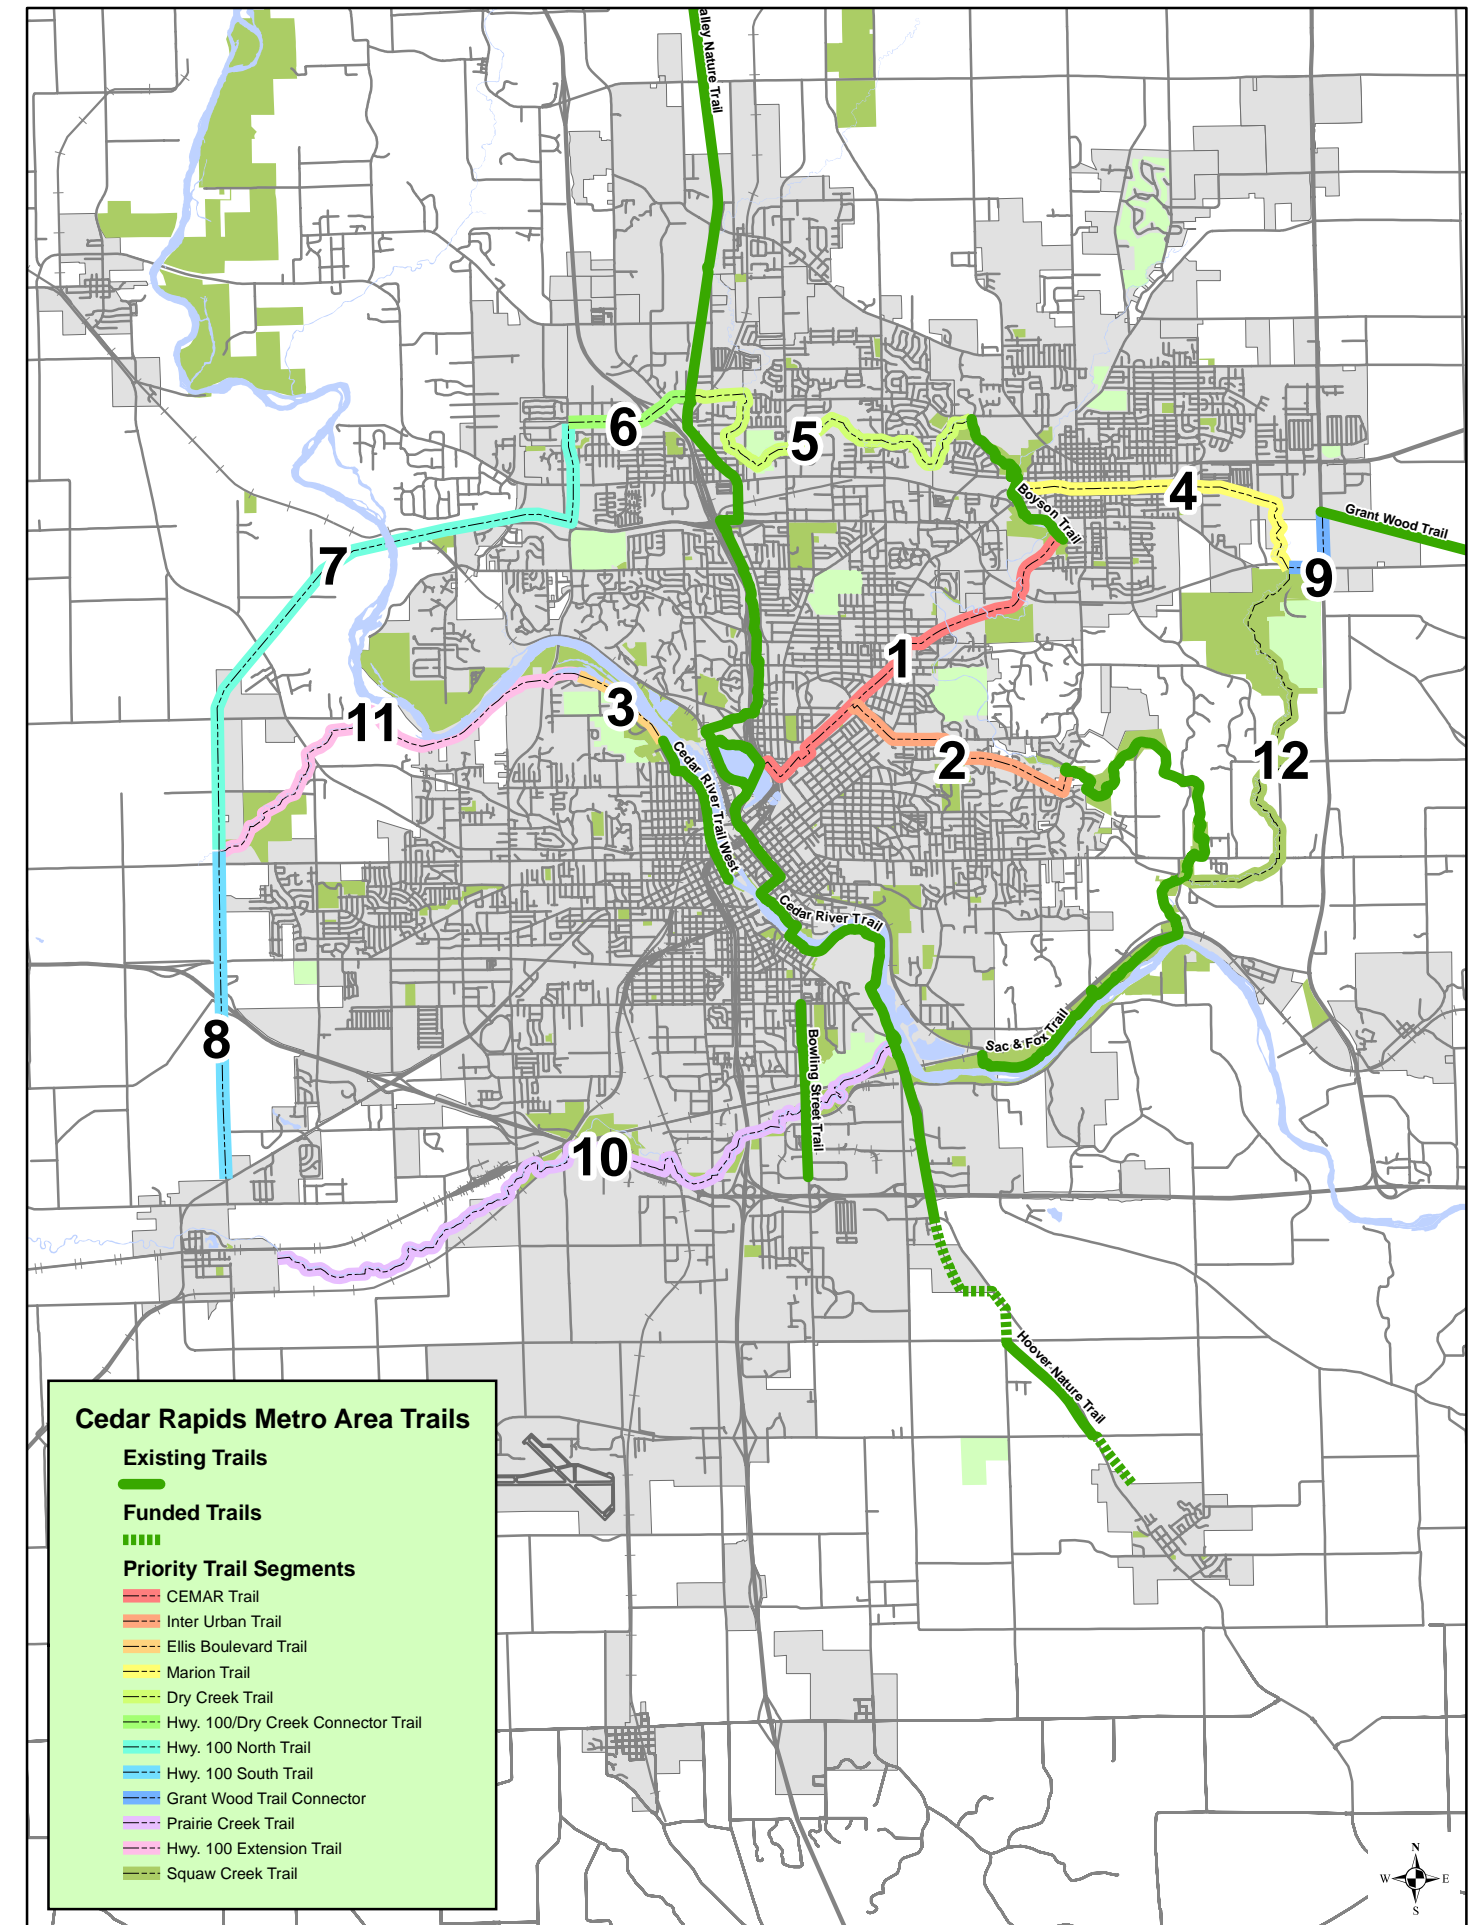 alley Nature Trail
6
5
4
Boyson Trail
Grant Wood Trail
7
9
1
3
11
2
12
Cedar River Trail West
Cedar River Trail
8
Bowling Street Trail
Sac & Fox Trail
10
Hoover Nature Trail
Cedar Rapids Metro Area Trails
Existing Trails
Funded Trails
Priority Trail Segments
CEMAR Trail
Inter Urban Trail
Ellis Boulevard Trail
Marion Trail
Dry Creek Trail
Hwy. 100/Dry Creek Connector Trail
Hwy. 100 North Trail
Hwy. 100 South Trail
Grant Wood Trail Connector
Prairie Creek Trail
Hwy. 100 Extension Trail
Squaw Creek Trail
N
W E
S